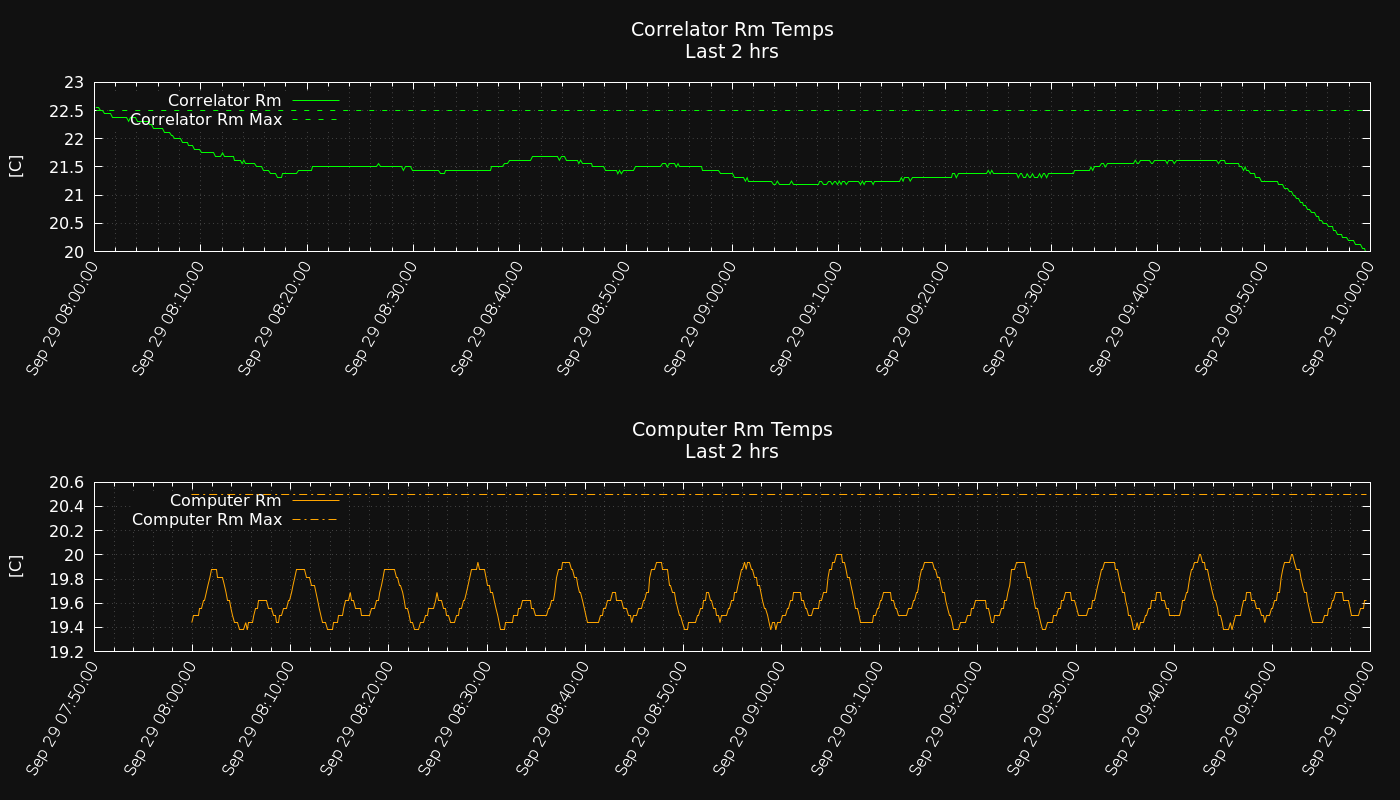 Correlator Rm Temps
Last 2 hrs
23
22.5
22
21.5
21
20.5
20
[C]
Correlator Rm
Correlator Rm Max
Sep 29 08:00:00
Sep 29 08:10:00
Sep 29 08:20:00
Sep 29 08:30:00
Sep 29 08:40:00
Sep 29 08:50:00
Sep 29 09:00:00
Sep 29 09:10:00
Sep 29 09:20:00
Sep 29 09:30:00
Sep 29 09:40:00
Sep 29 09:50:00
Sep 29 10:00:00
Computer Rm Temps
Last 2 hrs
20.6
20.4
20.2
20
19.8
19.6
19.4
19.2
[C]
Computer Rm
Computer Rm Max
Sep 29 07:50:00
Sep 29 08:00:00
Sep 29 08:10:00
Sep 29 08:20:00
Sep 29 08:30:00
Sep 29 08:40:00
Sep 29 08:50:00
Sep 29 09:00:00
Sep 29 09:10:00
Sep 29 09:20:00
Sep 29 09:30:00
Sep 29 09:40:00
Sep 29 09:50:00
Sep 29 10:00:00